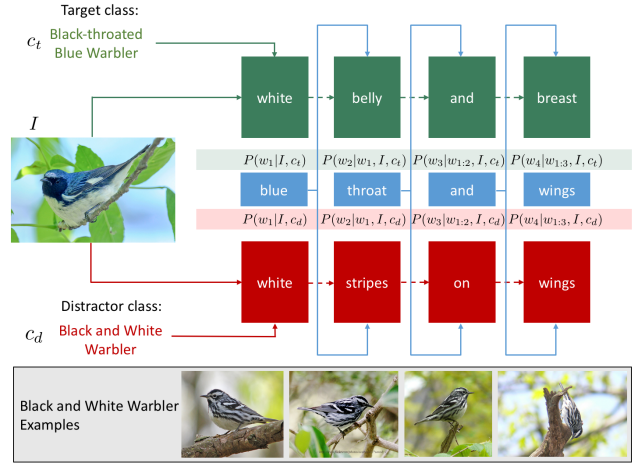 Target class:
c_t Black-throated
Blue Warbler
I
white belly and breast
P(w_1|I, c_t) P(w_2|w_1, I, c_t) P(w_3|w_{1:2}, I, c_t) P(w_4|w_{1:3}, I, c_t)
blue throat and wings
P(w_1|I, c_d) P(w_2|w_1, I, c_d) P(w_3|w_{1:2}, I, c_d) P(w_4|w_{1:3}, I, c_d)
white stripes on wings
Distractor class:
c_d Black and White
Warbler
Black and White Warbler
Examples